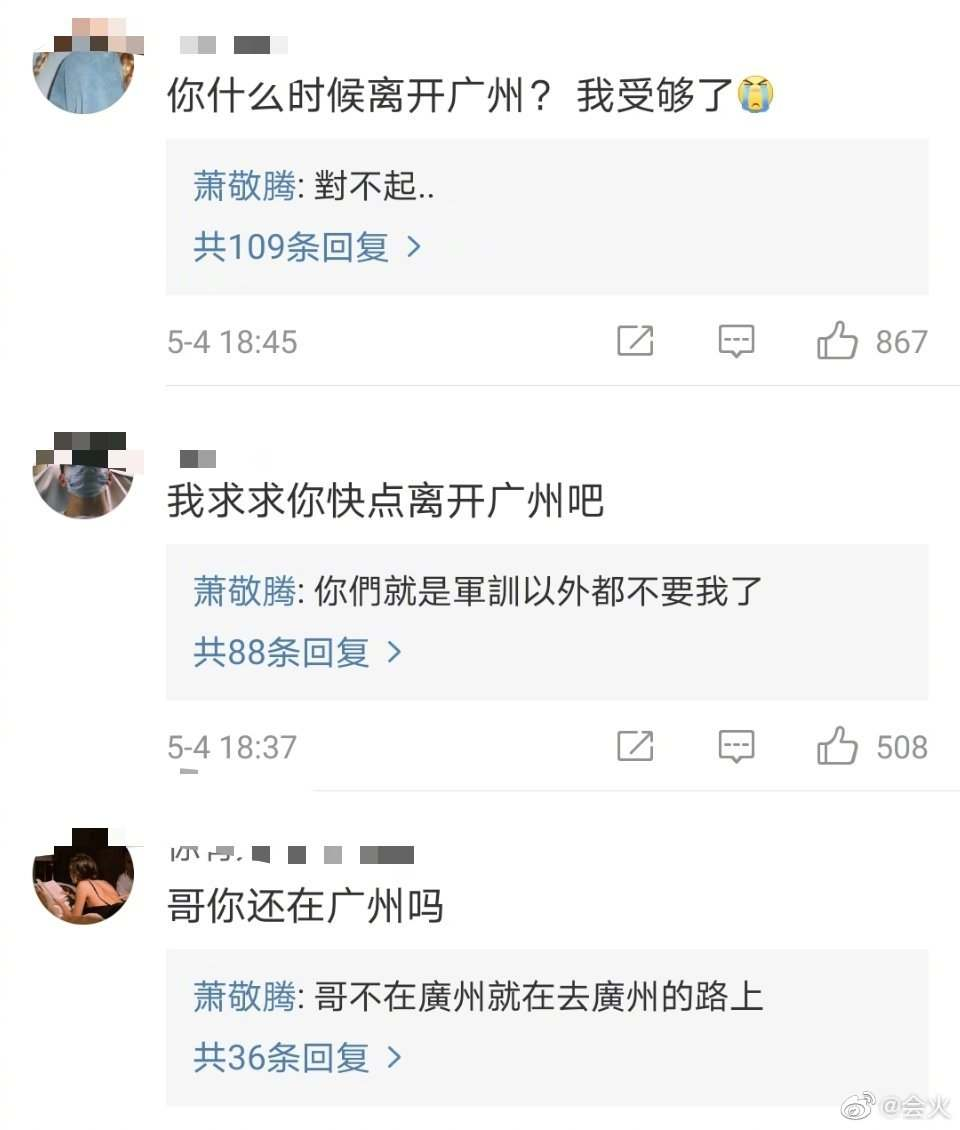 你什么时候离开广州？ 我受够了😭
萧敬腾: 對不起..
共109条回复 >
5-4 18:45
867
我求求你快点离开广州吧
萧敬腾: 你們就是軍訓以外都不要我了
共88条回复 >
5-4 18:37
508
哥你还在广州吗
萧敬腾: 哥不在廣州就在去廣州的路上
共36条回复 >
@会火